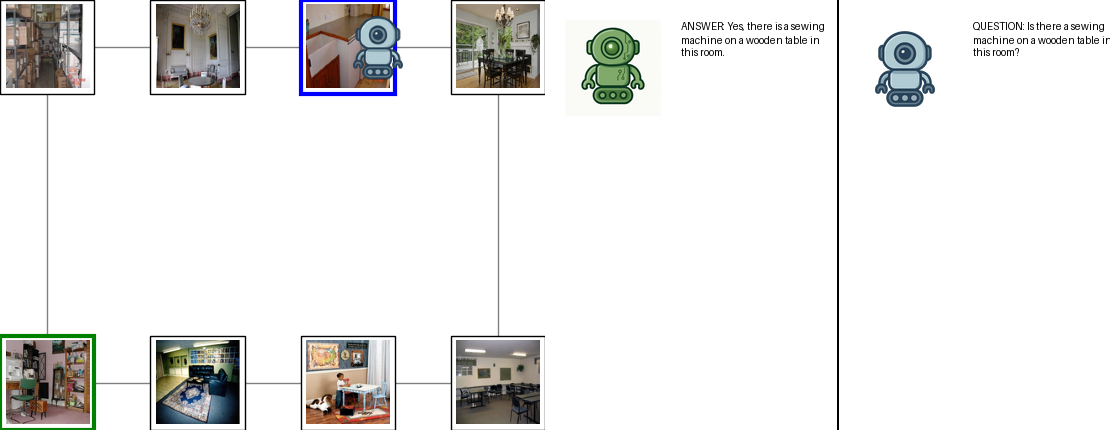 ANSWER: Yes, there is a sewing
machine on a wooden table in
this room.
QUESTION: Is there a sewing
machine on a wooden table in
this room?